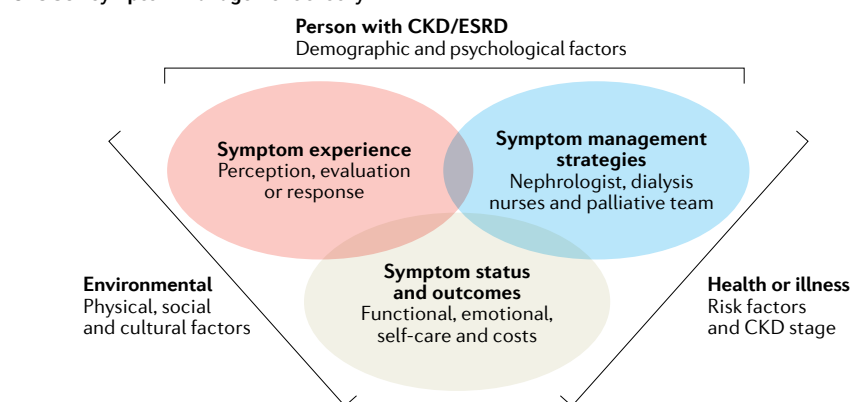 Person with CKD/ESRD
Demographic and psychological factors
Symptom experience
Perception, evaluation
or response
Symptom management
strategies
Nephrologist, dialysis
nurses and palliative team
Symptom status
and outcomes
Functional, emotional,
self-care and costs
Environmental
Physical, social
and cultural factors
Health or illness
Risk factors
and CKD stage